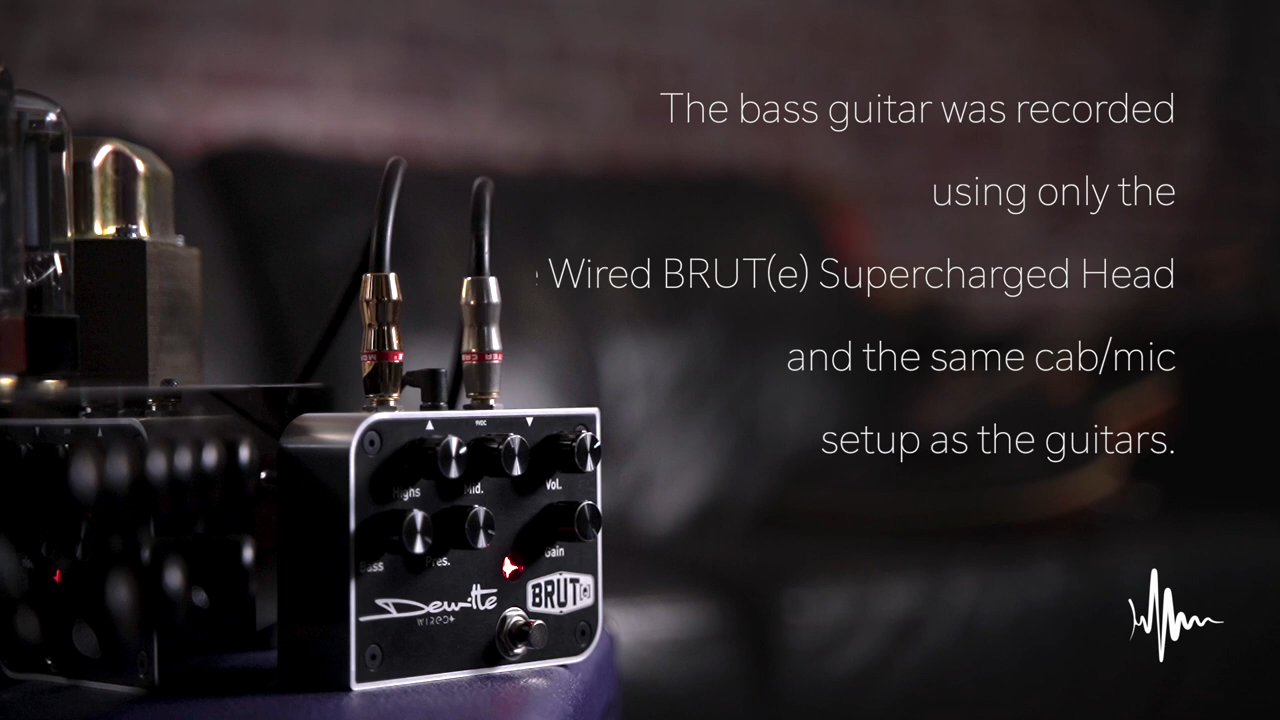 The bass guitar was recorded
using only the
Wired BRUT(e) Supercharged Head
and the same cab/mic
setup as the guitars.
9VDC
Highs Mid. Vol.
Bass Pres. Gain
Dewitte
WIRED
BRUT(e)